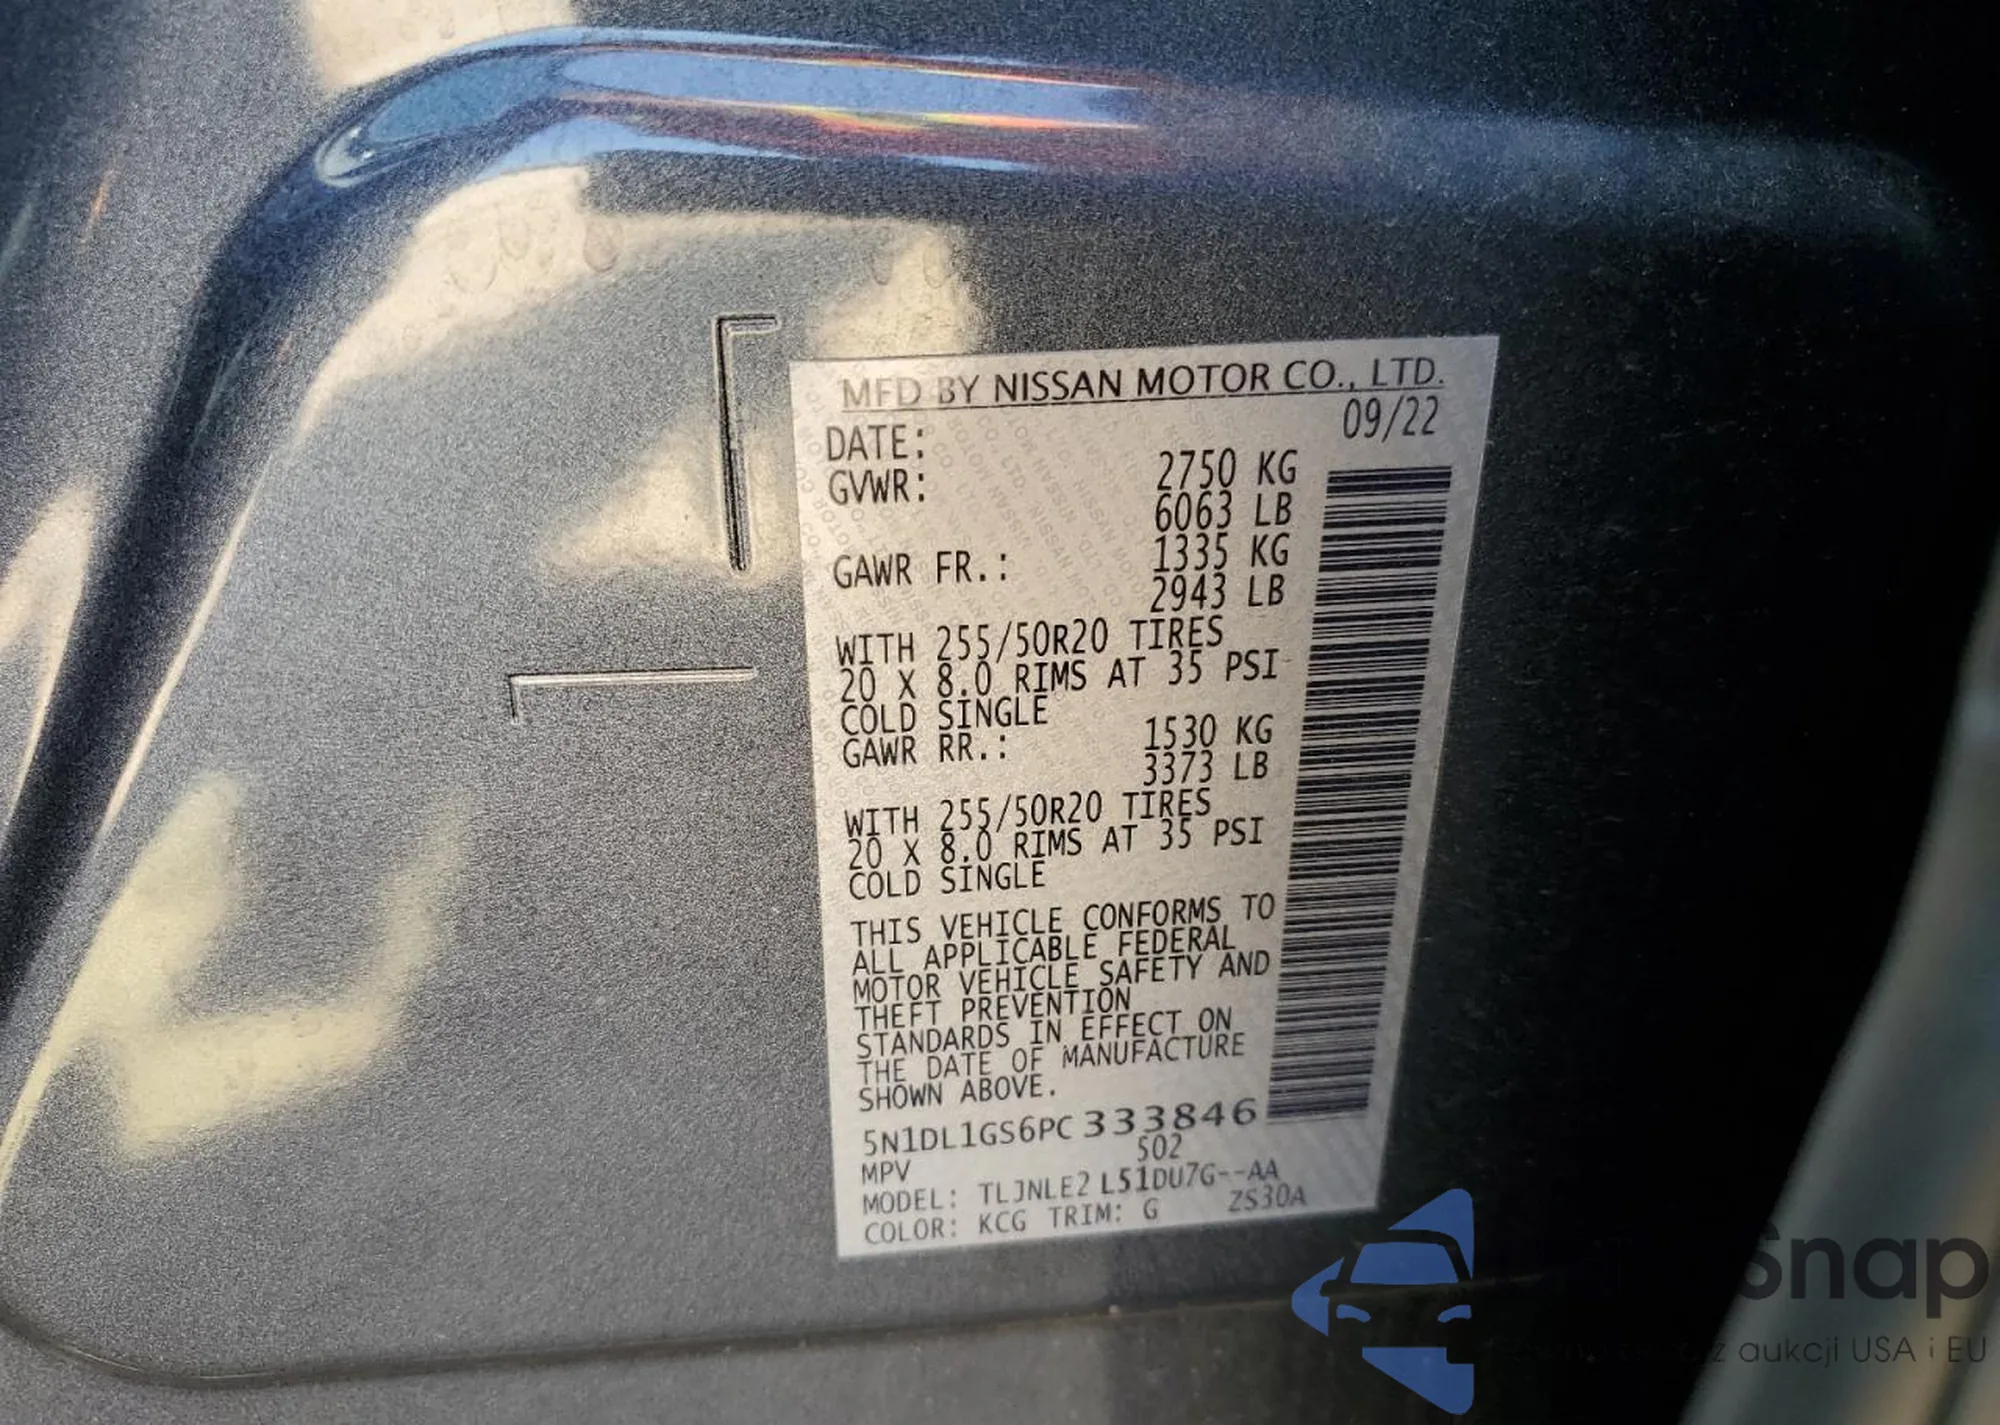 MFD BY NISSAN MOTOR CO., LTD.
DATE: 09/22
GVWR: 2750 KG
6063 LB
GAWR FR.: 1335 KG
2943 LB
WITH 255/50R20 TIRES
20 X 8.0 RIMS AT 35 PSI
COLD SINGLE
GAWR RR.: 1530 KG
3373 LB
WITH 255/50R20 TIRES
20 X 8.0 RIMS AT 35 PSI
COLD SINGLE
THIS VEHICLE CONFORMS TO
ALL APPLICABLE FEDERAL
MOTOR VEHICLE SAFETY AND
THEFT PREVENTION
STANDARDS IN EFFECT ON
THE DATE OF MANUFACTURE
SHOWN ABOVE.
5N1DL1GS6PC333846
MPV 502
MODEL: TLJNLE2 L51DU7G--AA
COLOR: KCG TRIM: G ZS30A
Snap
z aukcji USA i EU